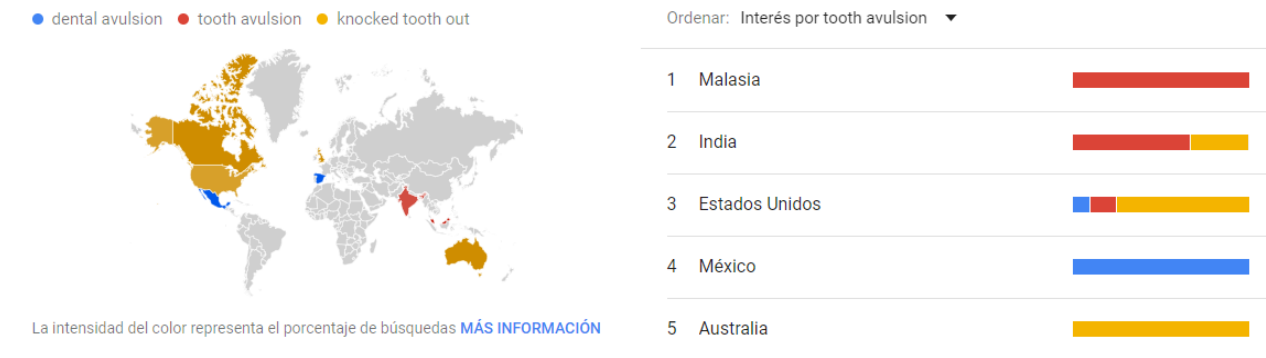 dental avulsion tooth avulsion knocked tooth out
La intensidad del color representa el porcentaje de búsquedas MÁS INFORMACIÓN
Ordenar: Interés por tooth avulsion
1 Malasia
2 India
3 Estados Unidos
4 México
5 Australia